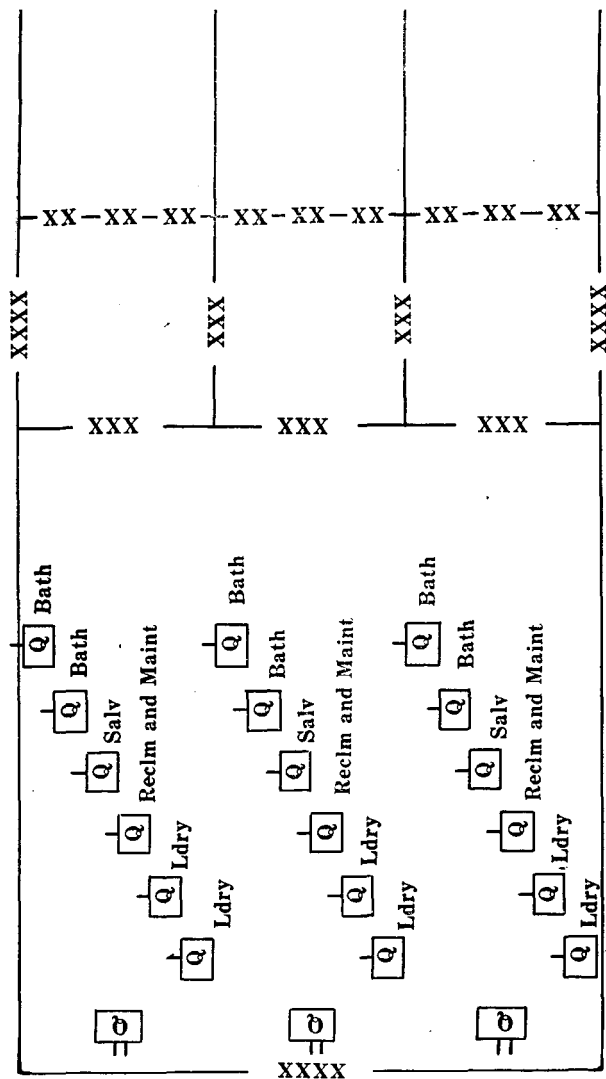 XX XX XX XX XX XX XX XX XX
XXXX XXX XXX XXXX
XXX XXX XXX
Q Bath
Q Bath
Q Salv
Q Reclm and Maint
Q Ldry
Q Ldry
Q
Q Bath
Q Bath
Q Salv
Q Reclm and Maint
Q Ldry
Q Ldry
Q
Q Bath
Q Bath
Q Salv
Q Reclm and Maint
Q Ldry
Q Ldry
Q
XXXX